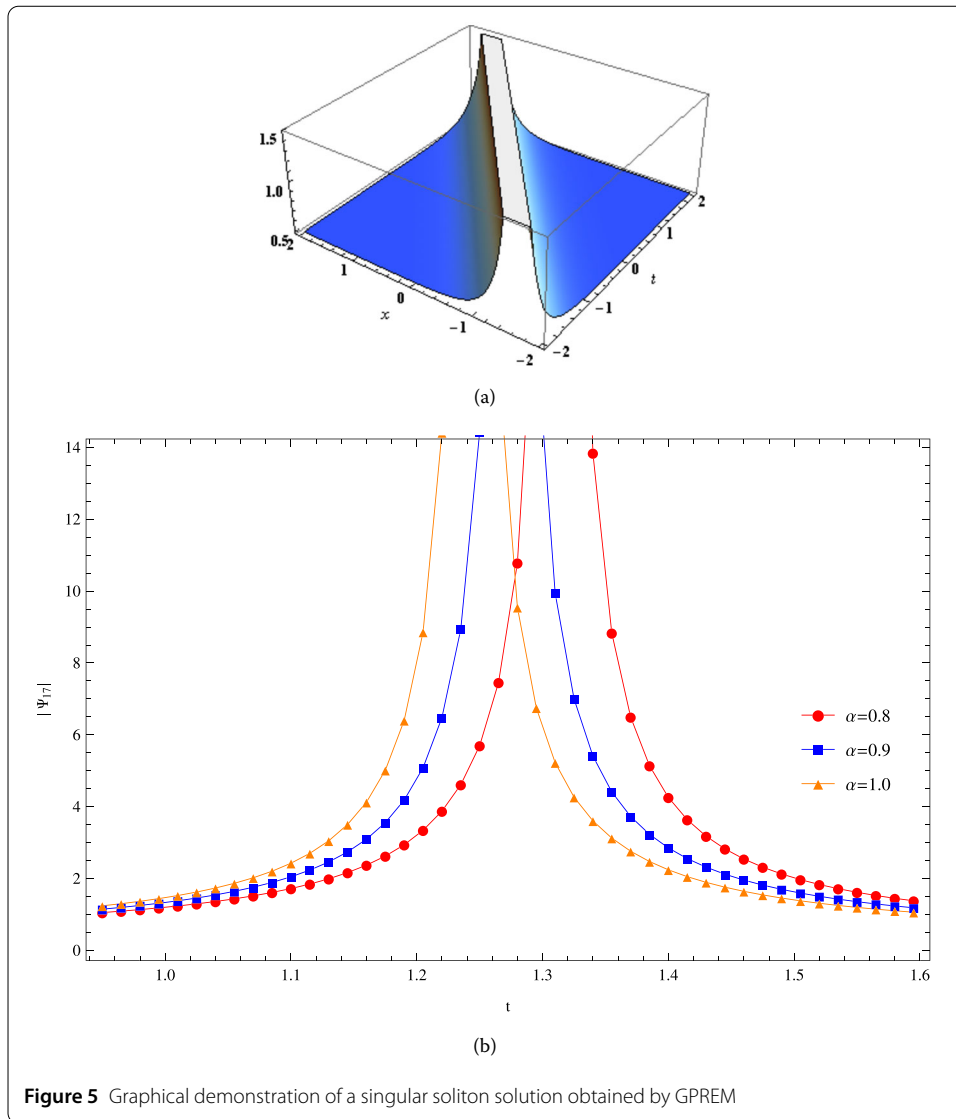 1.5
1.0
0.5
2
1
0
−1
−2
x
2
1
0
−1
−2
t
(a)
14
12
10
8
6
4
2
0
|Ψ17|
α=0.8
α=0.9
α=1.0
1.0 1.1 1.2 1.3 1.4 1.5 1.6
t
(b)
Figure 5 Graphical demonstration of a singular soliton solution obtained by GPREM